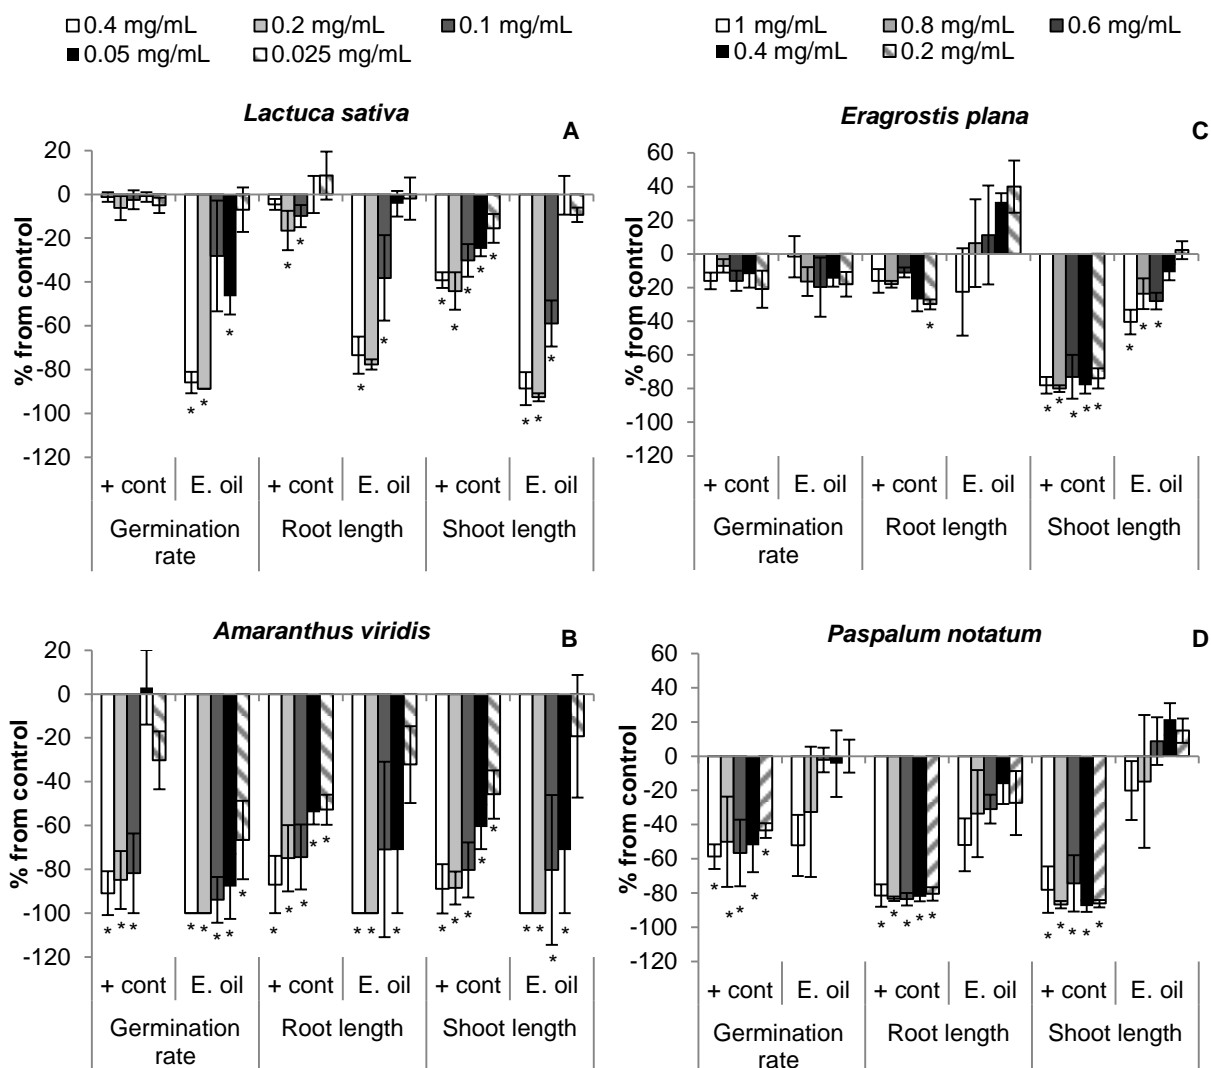 0.4 mg/mL 0.2 mg/mL 0.1 mg/mL
0.05 mg/mL 0.025 mg/mL
Lactuca sativa
A
% from control
20
0
-20
-40
-60
-80
-100
-120
* * * * * * * * * * * * * * * *
+ cont E. oil + cont E. oil + cont E. oil
Germination rate Root length Shoot length
1 mg/mL 0.8 mg/mL 0.6 mg/mL
0.4 mg/mL 0.2 mg/mL
Eragrostis plana
C
% from control
60
40
20
0
-20
-40
-60
-80
-100
-120
* * * * * * * * *
+ cont E. oil + cont E. oil + cont E. oil
Germination rate Root length Shoot length
Amaranthus viridis
B
% from control
20
0
-20
-40
-60
-80
-100
-120
* * * * * * * * * * * * * * * * * * * * * * * * *
+ cont E. oil + cont E. oil + cont E. oil
Germination rate Root length Shoot length
Paspalum notatum
D
% from control
60
40
20
0
-20
-40
-60
-80
-100
-120
* * * * * * * * * * * * * * *
+ cont E. oil + cont E. oil + cont E. oil
Germination rate Root length Shoot length